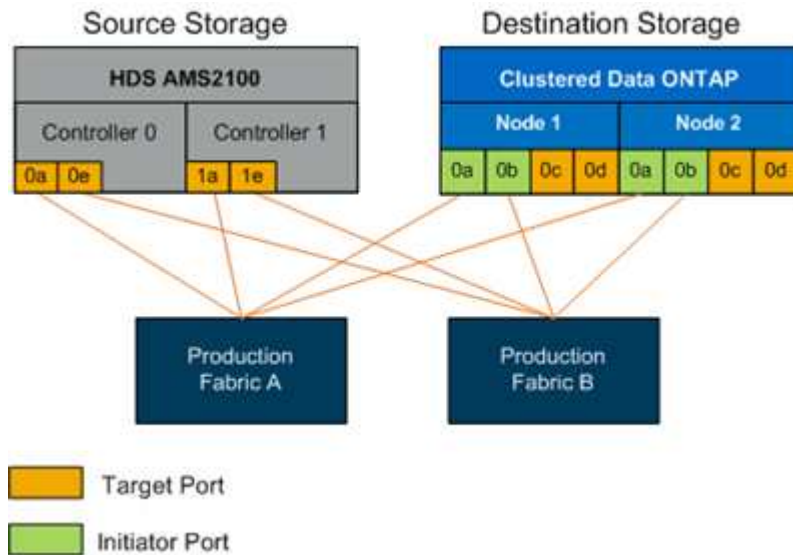 Source Storage
Destination Storage
HDS AMS2100
Clustered Data ONTAP
Controller 0
Controller 1
Node 1
Node 2
0a 0e
1a 1e
0a 0b 0c 0d 0a 0b 0c 0d
Production
Fabric A
Production
Fabric B
Target Port
Initiator Port